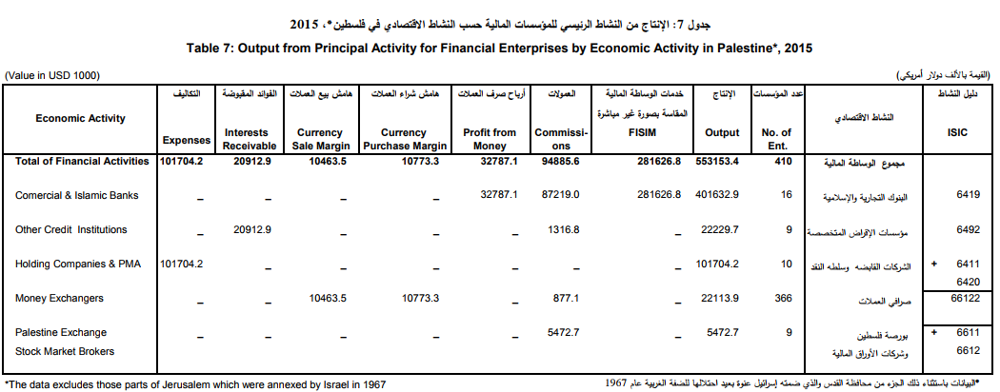 جدول 7: الإنتاج من النشاط الرئيسي للمؤسسات المالية حسب النشاط الاقتصادي في فلسطين*، 2015
Table 7: Output from Principal Activity for Financial Enterprises by Economic Activity in Palestine*, 2015
(Value in USD 1000) (القيمة بالألف دولار أمريكي)
التكاليف الفوائد المقبوضة هامش بيع العملات هامش شراء العملات أرباح صرف العملات العمولات خدمات الوساطة المالية الإنتاج عدد المؤسسات دليل النشاط
المقاسة بصورة غير مباشرة
Economic Activity Interests Currency Currency Profit from Commissi- FISIM Output No. of النشاط الاقتصادي ISIC
Expenses Receivable Sale Margin Purchase Margin Money ons Ent.
Total of Financial Activities 101704.2 20912.9 10463.5 10773.3 32787.1 94885.6 281626.8 553153.4 410 مجموع الوساطة المالية
Comercial & Islamic Banks _ _ _ _ 32787.1 87219.0 281626.8 401632.9 16 البنوك التجارية والإسلامية 6419
Other Credit Institutions _ 20912.9 _ _ _ 1316.8 _ 22229.7 9 مؤسسات الإقراض المتخصصة 6492
Holding Companies & PMA 101704.2 _ _ _ _ _ _ 101704.2 10 الشركات القابضه وسلطه النقد + 6411
6420
Money Exchangers _ _ 10463.5 10773.3 _ 877.1 _ 22113.9 366 صرافي العملات 66122
Palestine Exchange _ _ _ _ _ 5472.7 _ 5472.7 9 بورصة فلسطين + 6611
Stock Market Brokers وشركات الأوراق المالية 6612
*The data excludes those parts of Jerusalem which were annexed by Israel in 1967 *البيانات باستثناء ذلك الجزء من محافظة القدس والذي ضمته إسرائيل عنوة بعيد احتلالها للضفة الغربية عام 1967